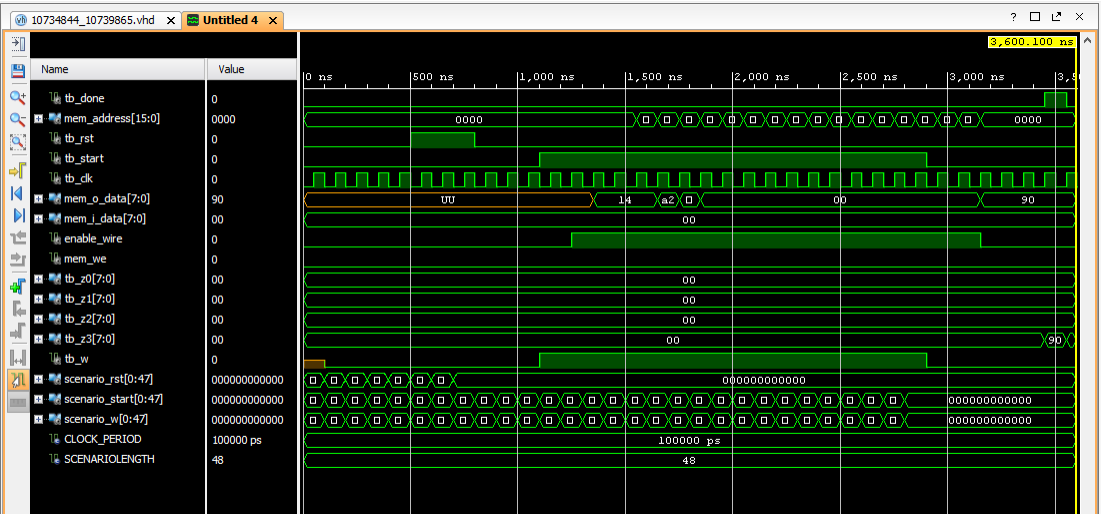 10734844_10739865.vhd Untitled 4
3,600.100 ns
Name Value
0 ns 500 ns 1,000 ns 1,500 ns 2,000 ns 2,500 ns 3,000 ns 3,5
tb_done 0
mem_address[15:0] 0000 0000 0000
tb_rst 0
tb_start 0
tb_clk 0
mem_o_data[7:0] 90 UU 14 a2 00 90
mem_i_data[7:0] 00 00
enable_wire 0
mem_we 0
tb_z0[7:0] 00 00
tb_z1[7:0] 00 00
tb_z2[7:0] 00 00
tb_z3[7:0] 00 00 90
tb_w 0
scenario_rst[0:47] 000000000000 000000000000
scenario_start[0:47] 000000000000 000000000000
scenario_w[0:47] 000000000000 000000000000
CLOCK_PERIOD 100000 ps 100000 ps
SCENARIOLENGTH 48 48